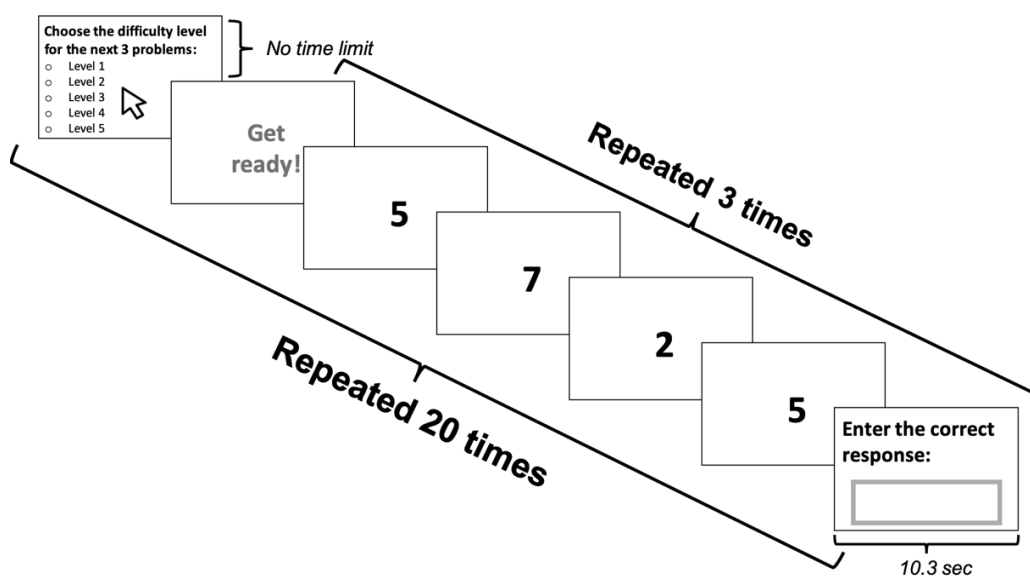 Choose the difficulty level
for the next 3 problems:
Level 1
Level 2
Level 3
Level 4
Level 5
No time limit
Get
ready!
Repeated 3 times
5
7
2
5
Repeated 20 times
Enter the correct
response:
10.3 sec